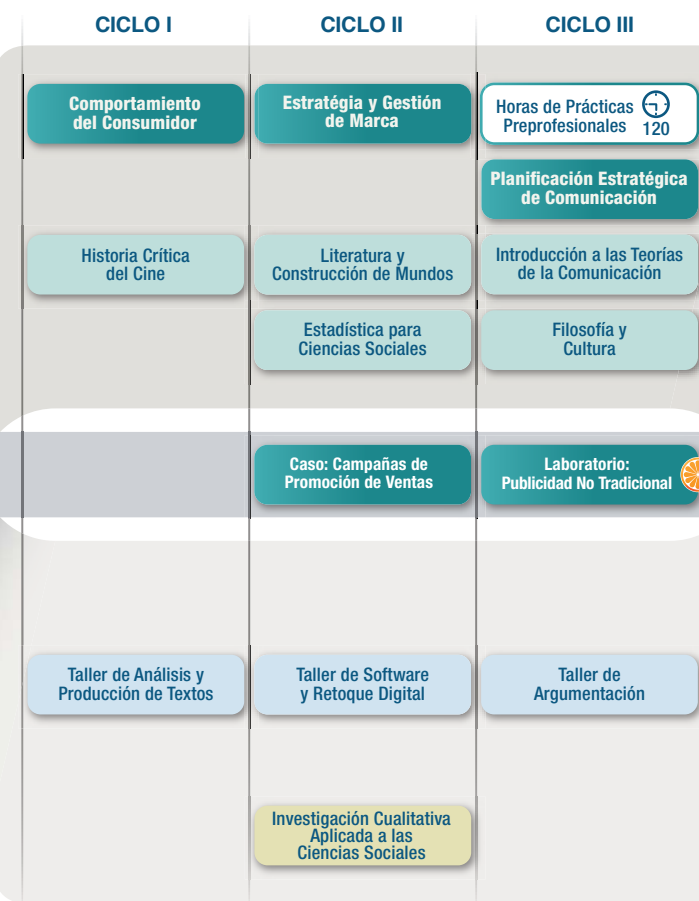 CICLO I
CICLO II
CICLO III
Comportamiento
del Consumidor
Estratégia y Gestión
de Marca
Horas de Prácticas
Preprofesionales 120
Planificación Estratégica
de Comunicación
Historia Crítica
del Cine
Literatura y
Construcción de Mundos
Introducción a las Teorías
de la Comunicación
Estadística para
Ciencias Sociales
Filosofía y
Cultura
Caso: Campañas de
Promoción de Ventas
Laboratorio:
Publicidad No Tradicional
Taller de Análisis y
Producción de Textos
Taller de Software
y Retoque Digital
Taller de
Argumentación
Investigación Cualitativa
Aplicada a las
Ciencias Sociales